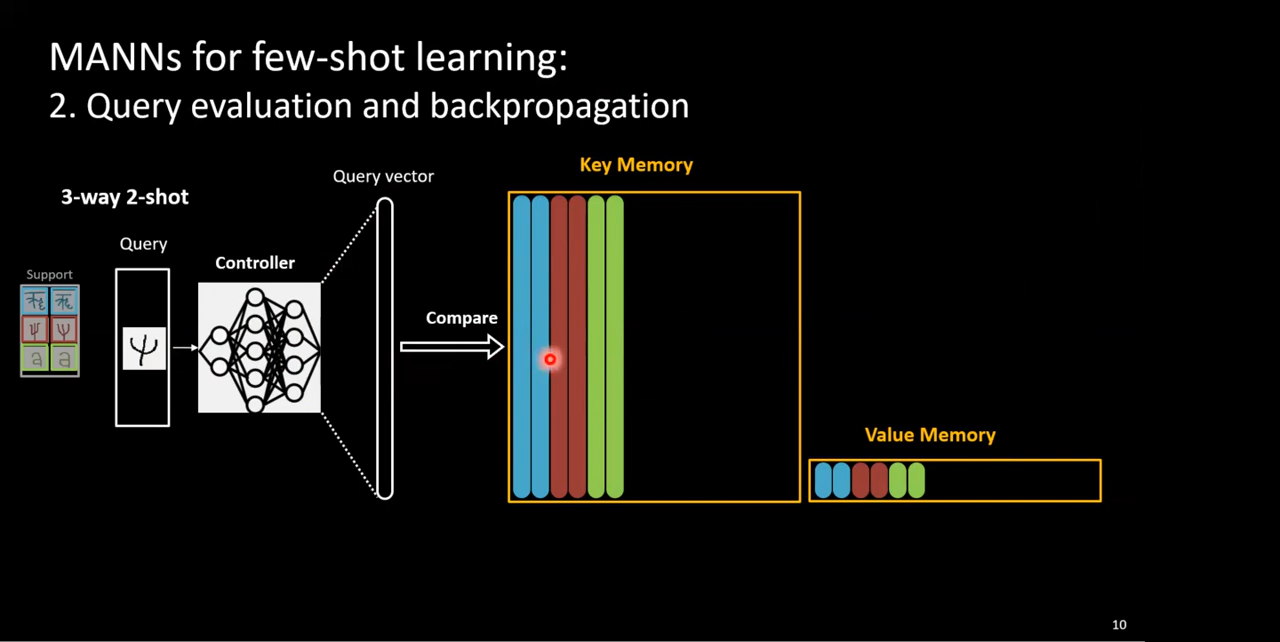 MANNs for few-shot learning:
2. Query evaluation and backpropagation
3-way 2-shot
Support
a a
Query
Ψ
Controller
Query vector
Compare
Key Memory
Value Memory
10